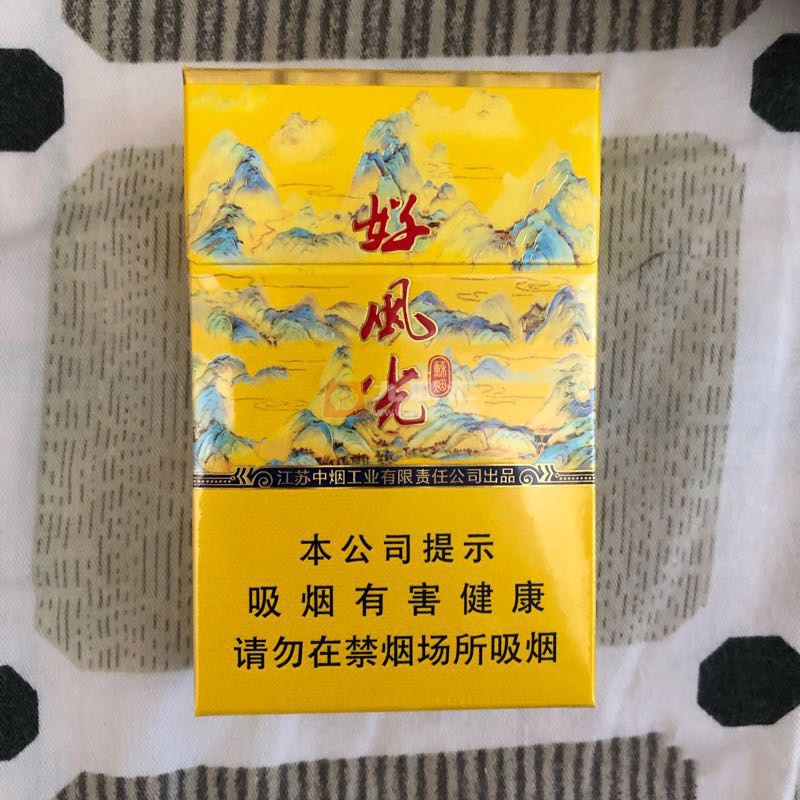 好风光
蘇烟
江苏中烟工业有限责任公司出品
本公司提示
吸烟有害健康
请勿在禁烟场所吸烟